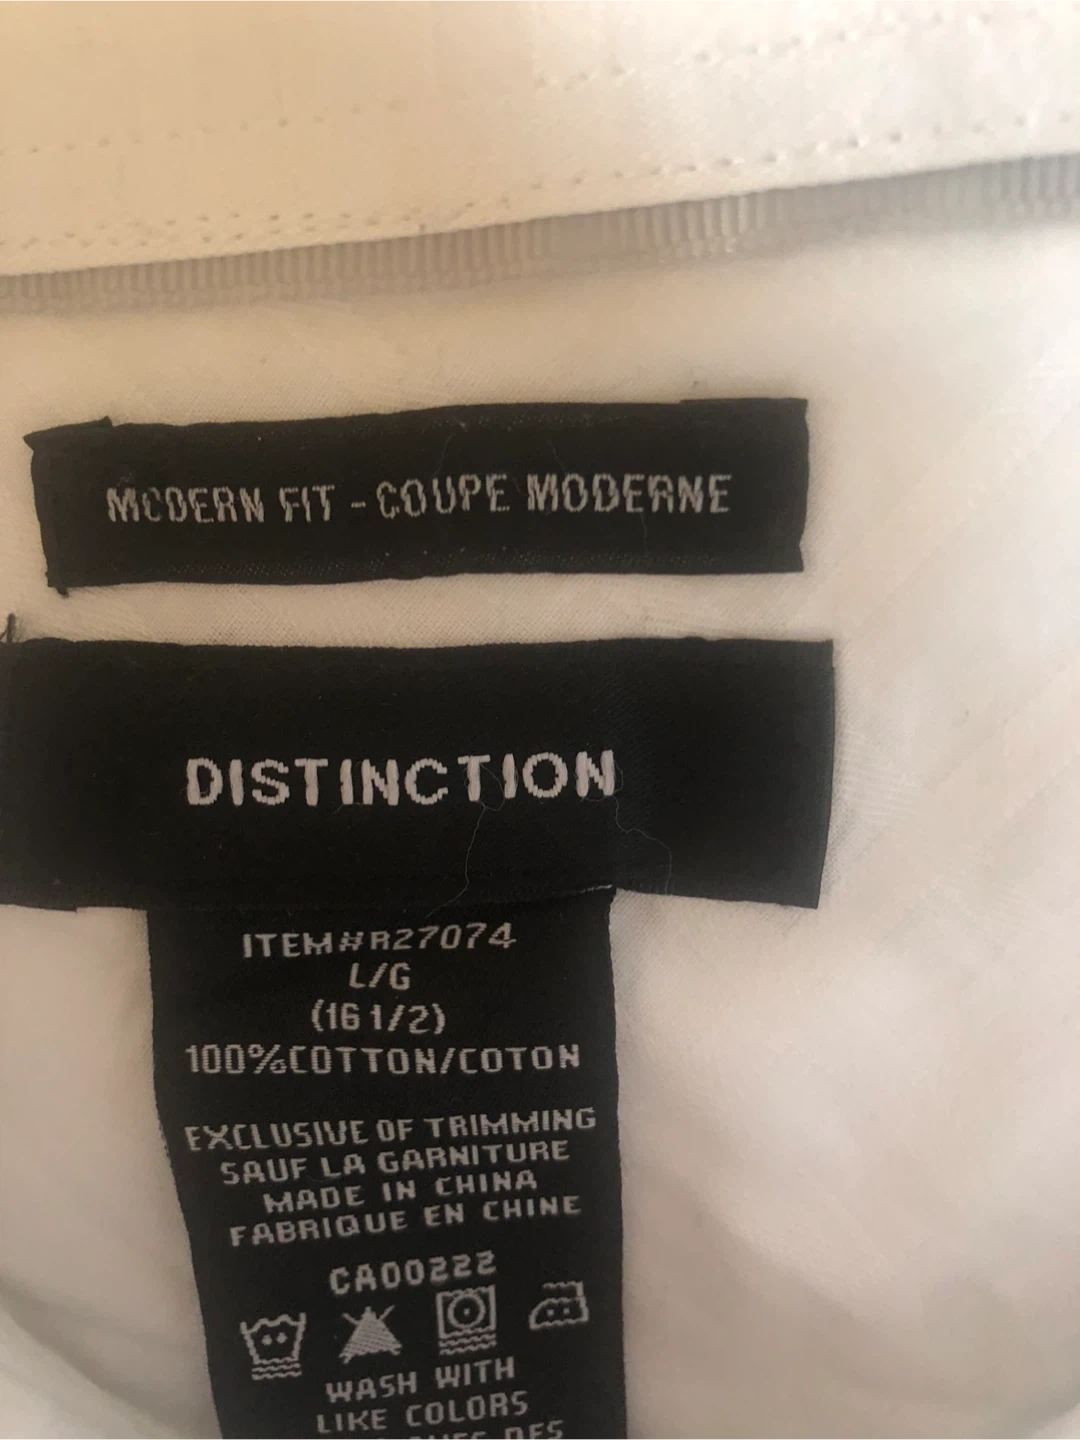 MODERN FIT - COUPE MODERNE
DISTINCTION
ITEM#R27074
L/G
(16 1/2)
100%COTTON/COTON
EXCLUSIVE OF TRIMMING
SAUF LA GARNITURE
MADE IN CHINA
FABRIQUE EN CHINE
CA00222
WASH WITH
LIKE COLORS
DES